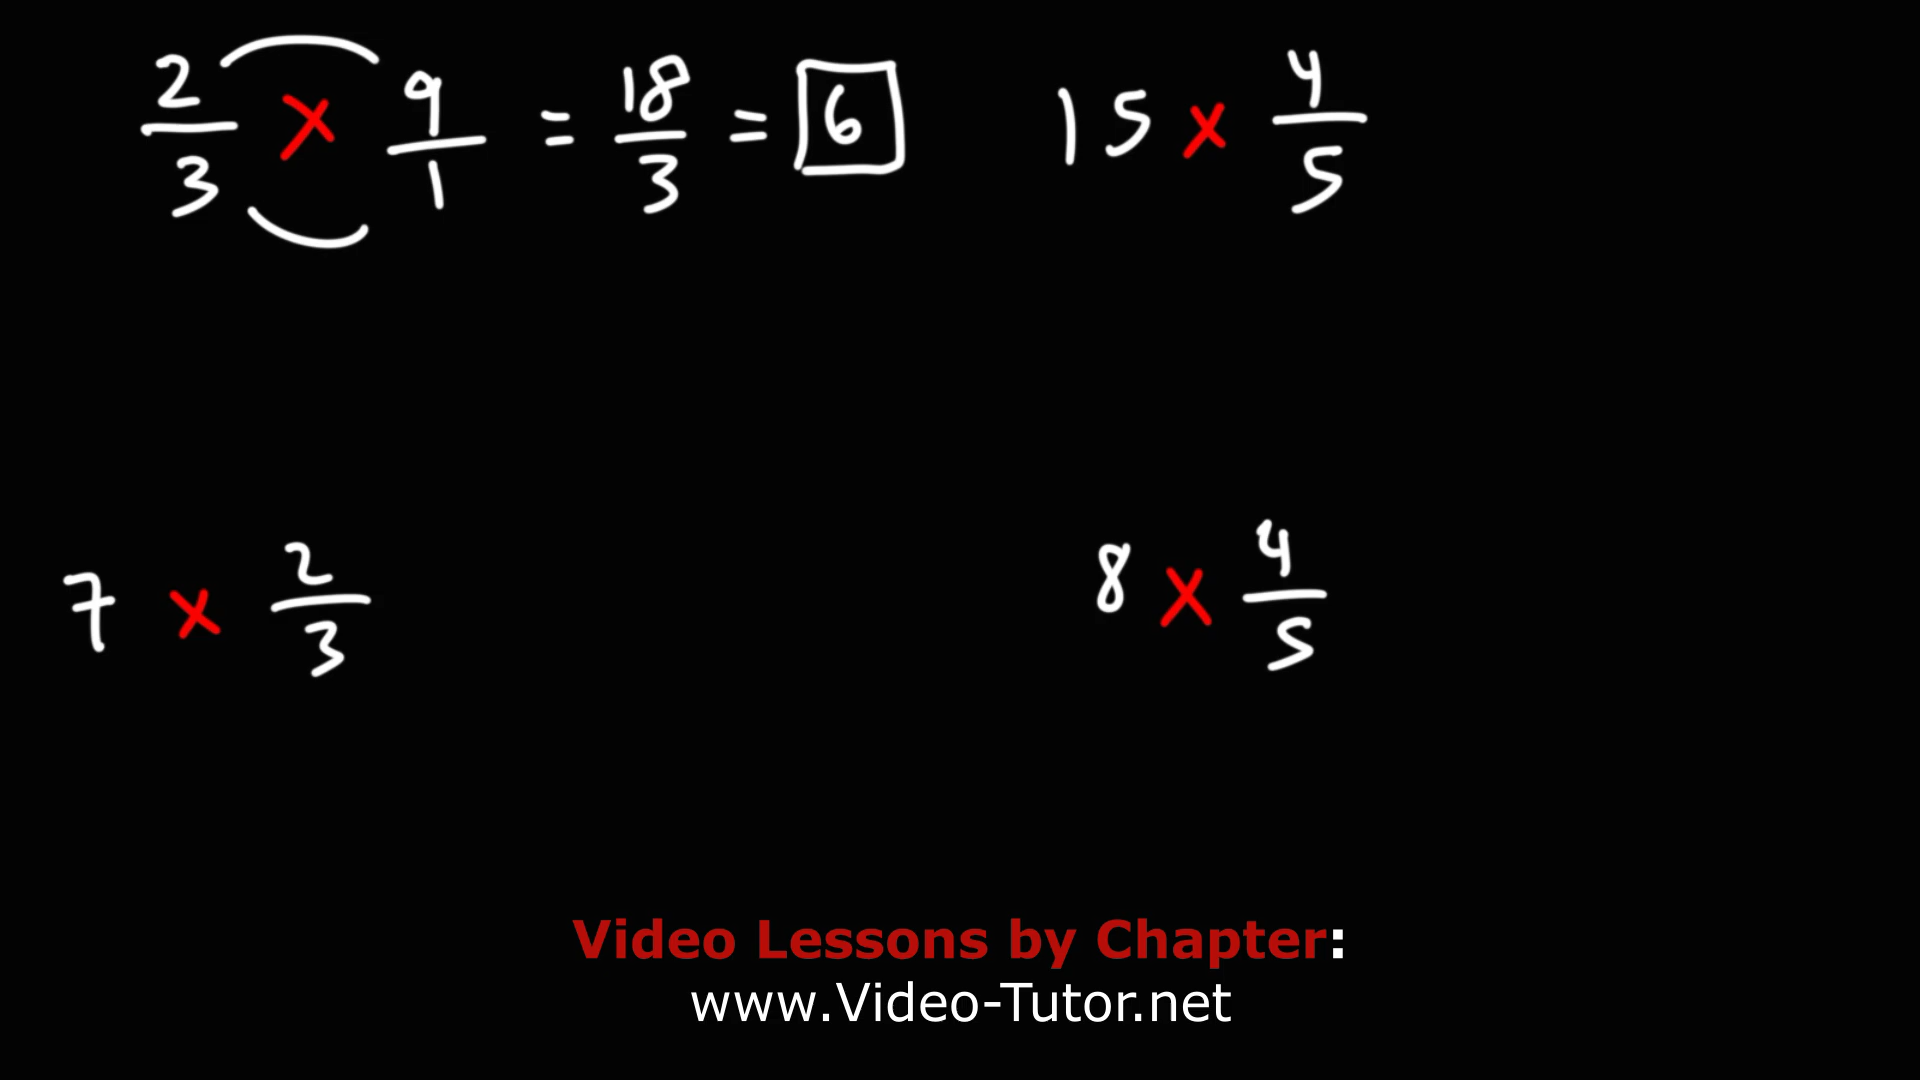 2/3 × 9/1 = 18/3 = 6
15 × 4/5
7 × 2/3
8 × 4/5
Video Lessons by Chapter:
www.Video-Tutor.net